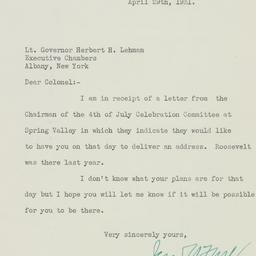 April 29th, 1931.
Lt. Governor Herbert H. Lehman
Executive Chambers
Albany, New York
Dear Colonel:-
I am in receipt of a letter from the
Chairman of the 4th of July Celebration Committee at
Spring Valley in which they indicate they would like
to have you on that day to deliver an address. Roosevelt
was there last year.
I don't know what your plans are for that
day but I hope you will let me know if it will be possible
for you to be there.
Very sincerely yours,